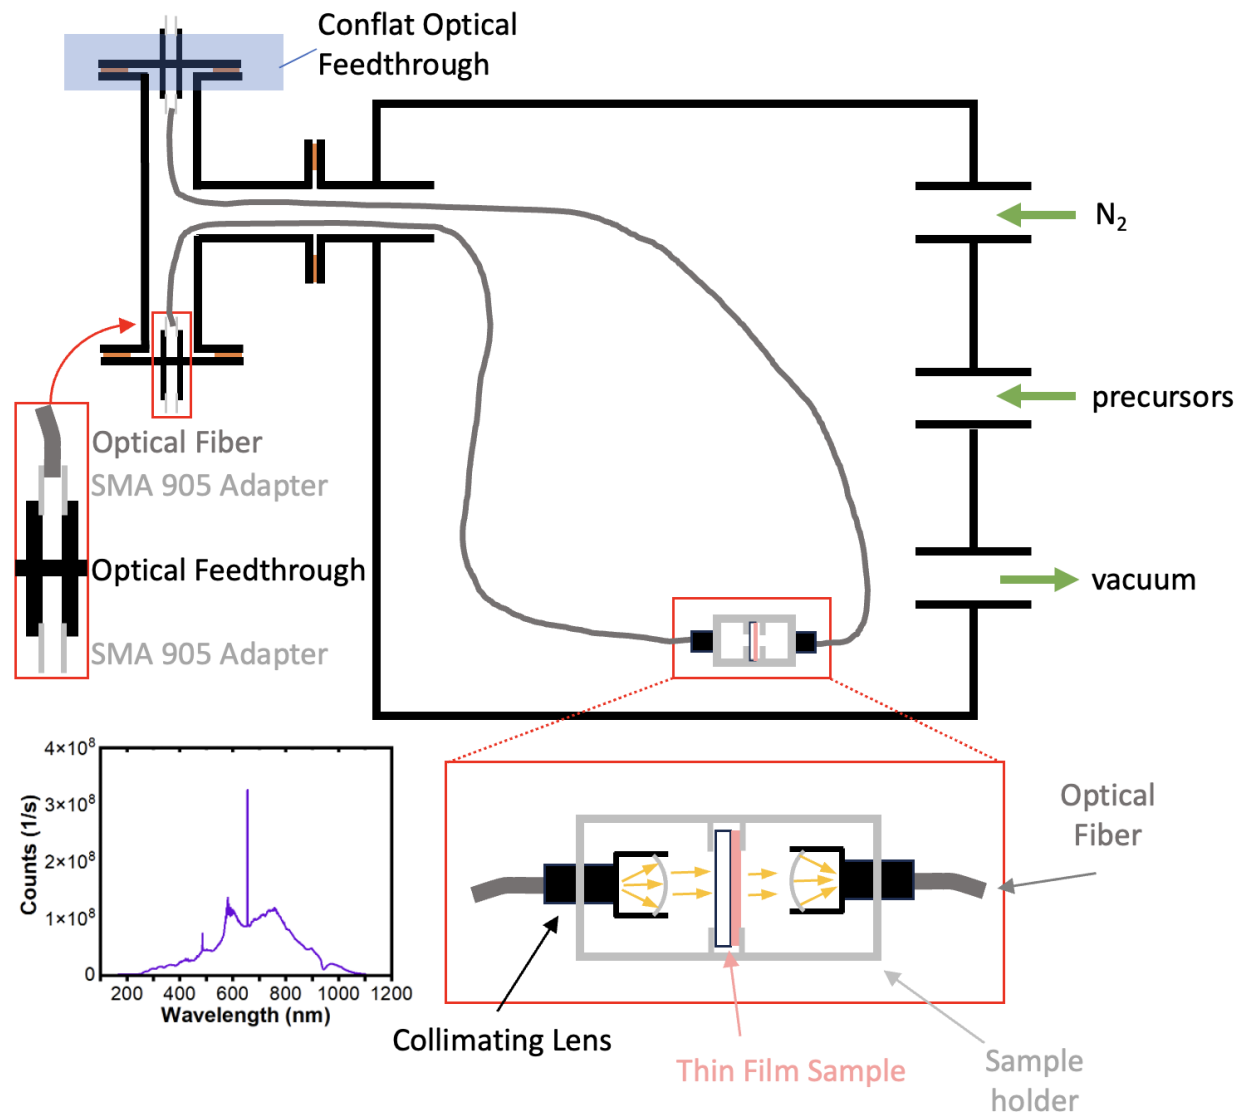 Conflat Optical
Feedthrough
N₂
precursors
vacuum
Optical Fiber
SMA 905 Adapter
Optical Feedthrough
SMA 905 Adapter
4×10⁸
3×10⁸
2×10⁸
1×10⁸
0
Counts (1/s)
200 400 600 800 1000 1200
Wavelength (nm)
Optical
Fiber
Collimating Lens
Thin Film Sample
Sample
holder